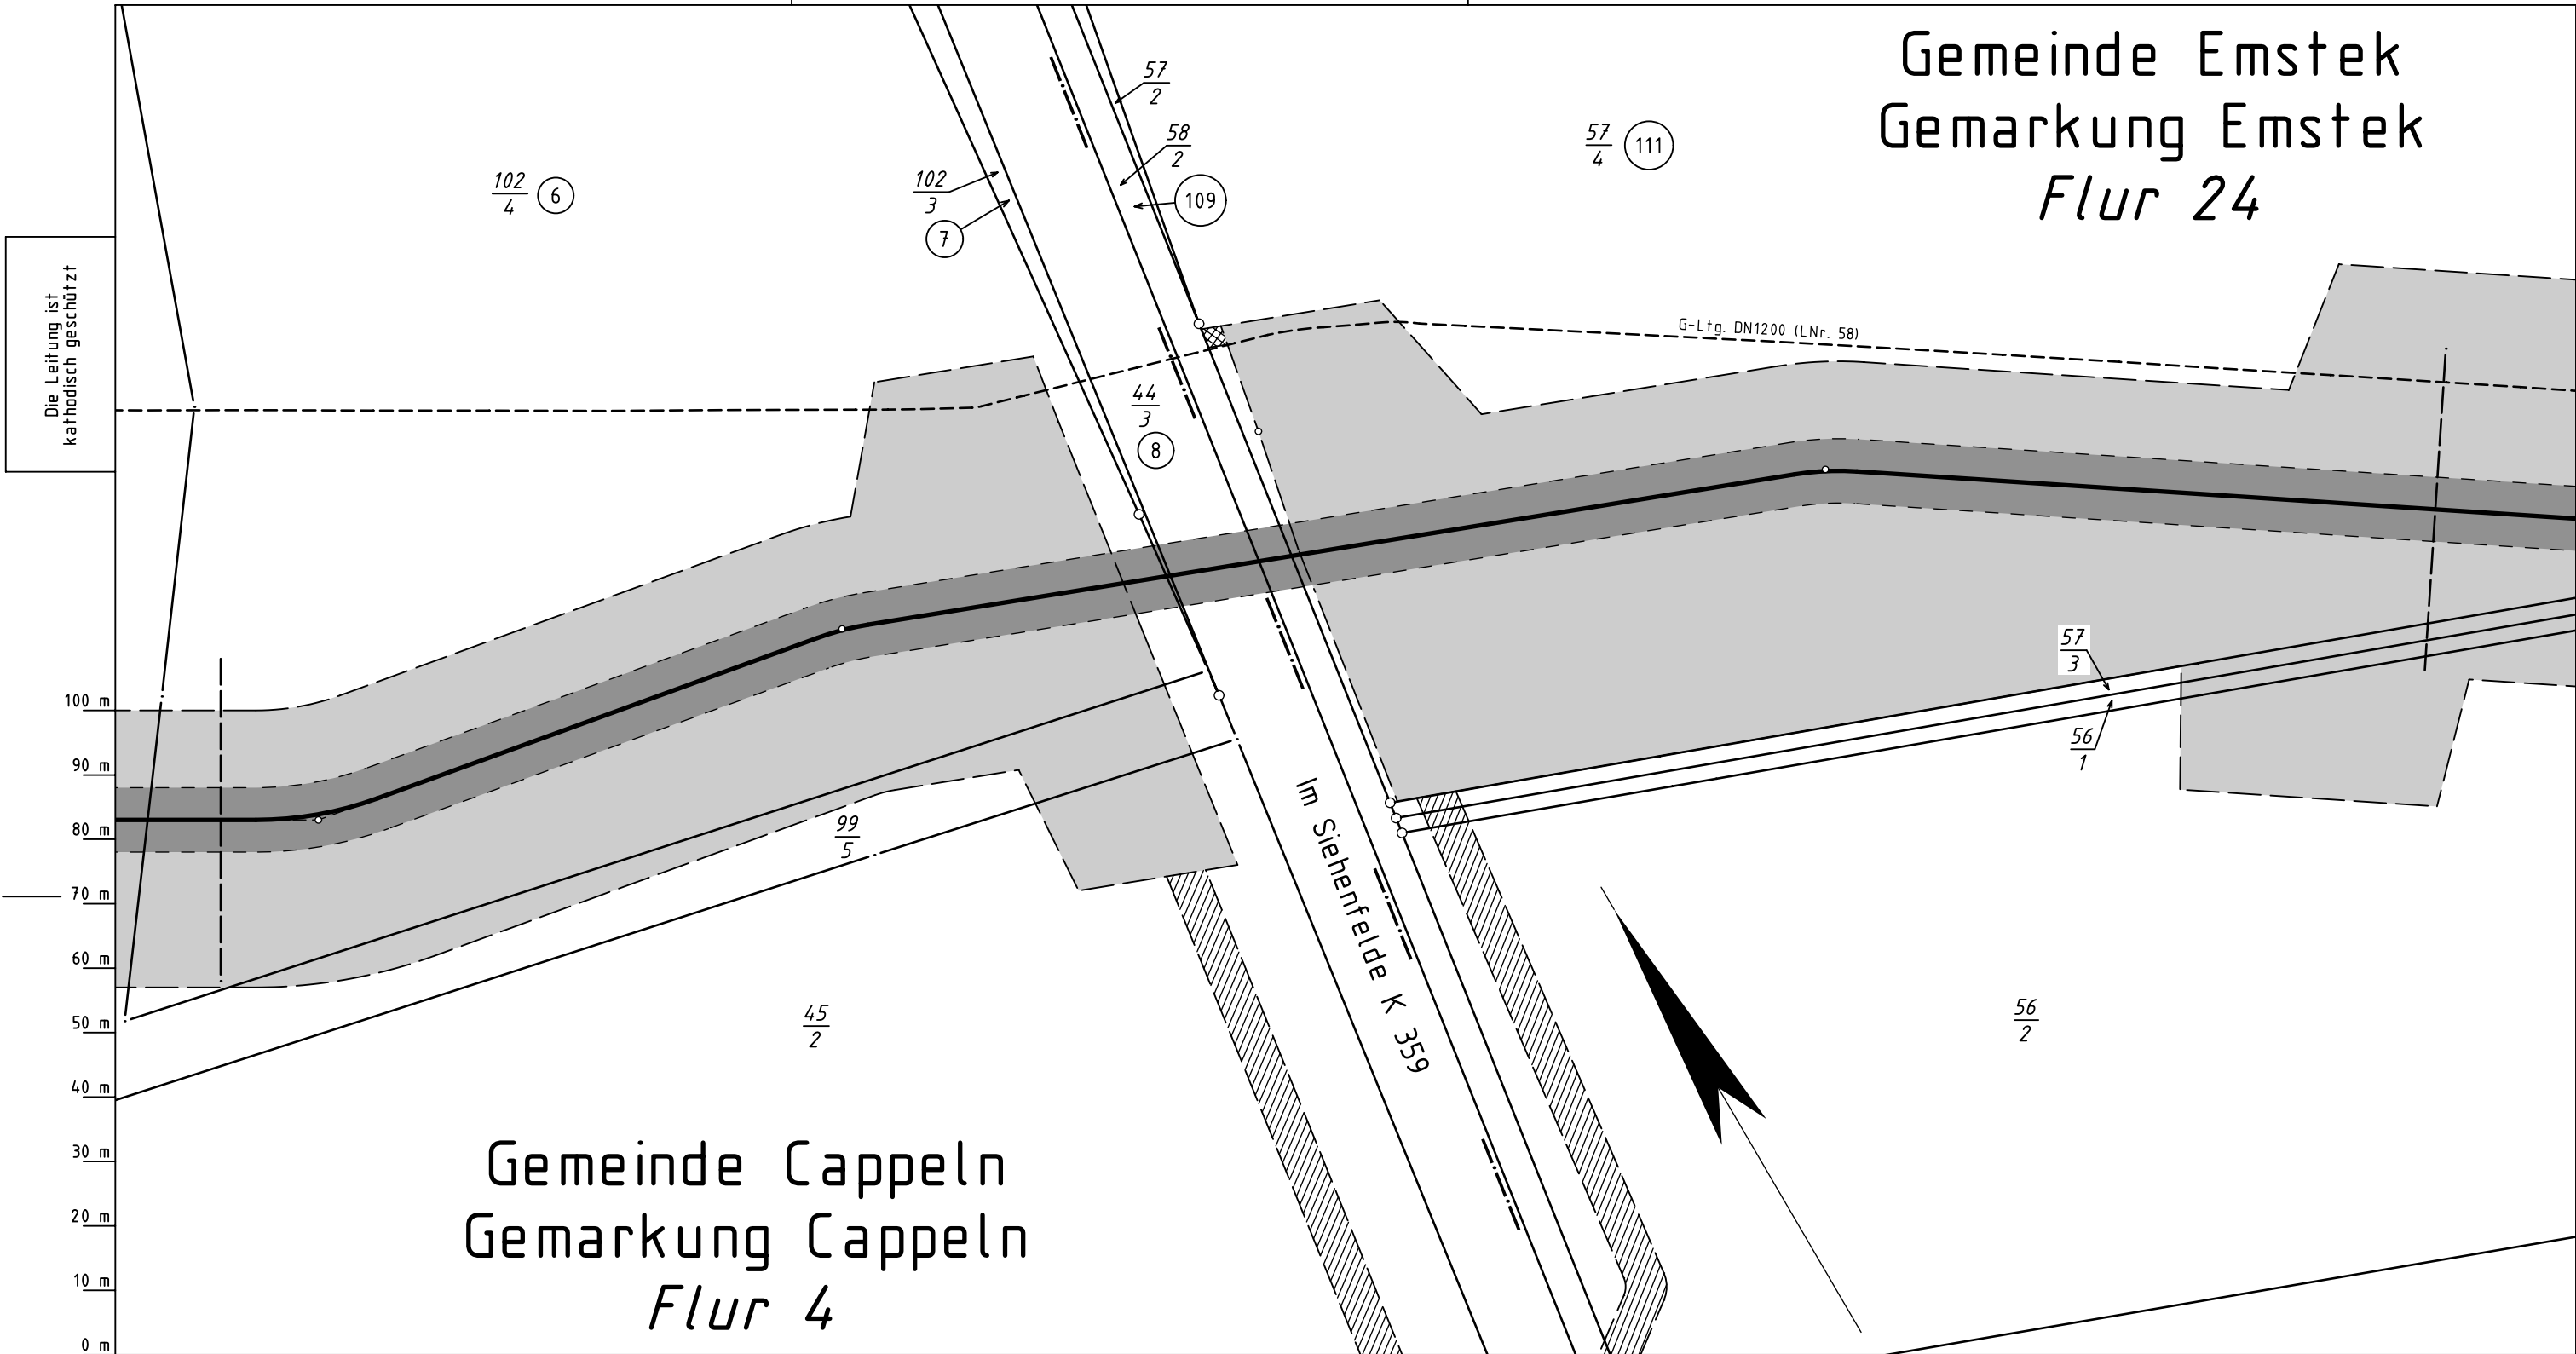 Gemeinde Emstek
Gemarkung Emstek
Flur 24
57
2
58
2
109
57
4
111
102
4
6
102
3
7
Die Leitung ist
kathodisch geschützt
G-Ltg. DN1200 (LNr. 58)
44
3
8
57
3
56
1
99
5
45
2
56
2
Im Siehenfelde K 359
100 m
90 m
80 m
70 m
60 m
50 m
40 m
30 m
20 m
10 m
0 m
Gemeinde Cappeln
Gemarkung Cappeln
Flur 4